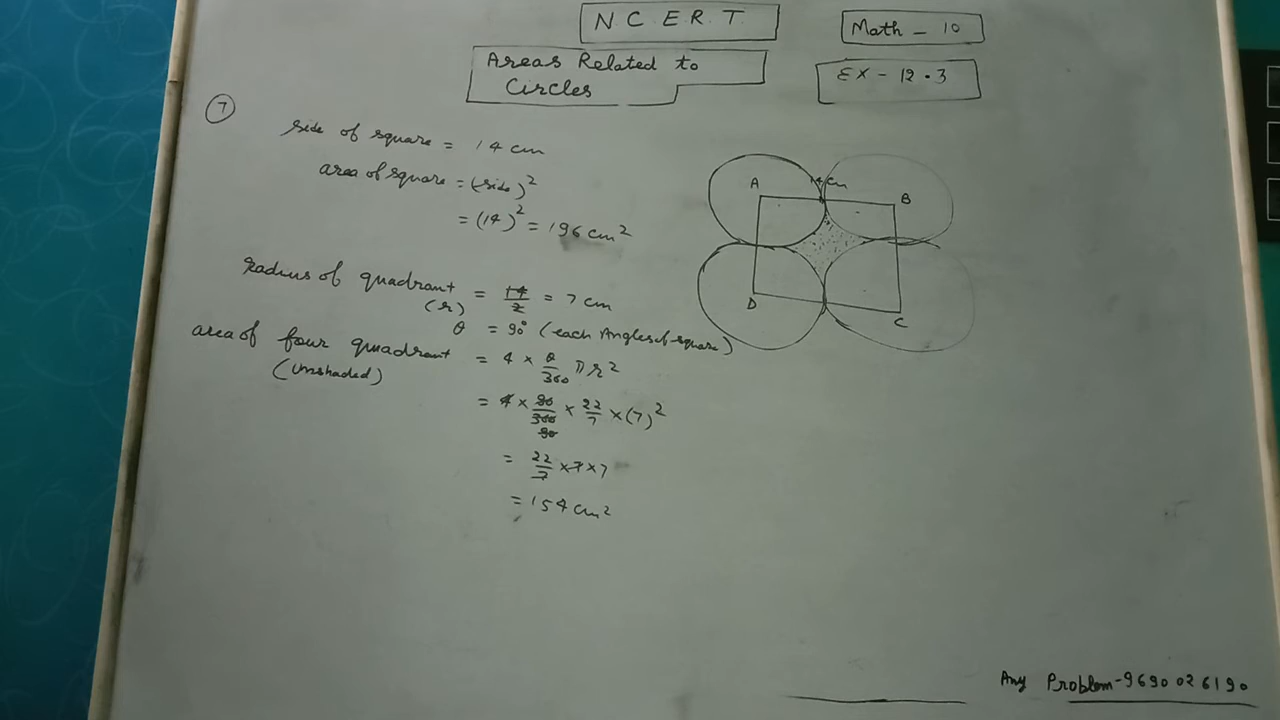 NCERT
Math - 10
Areas Related to
Circles
EX - 12.3
7
side of square = 14 cm
area of square = (side)²
= (14)² = 196 cm²
14 cm
A
B
D
C
Radius of quadrant = 14/2 = 7 cm
(r)
θ = 90° (each Angles of square)
area of four quadrant = 4 × θ/360 πr²
(Unshaded)
= 4 × 90/360 × 22/7 × (7)²
90
= 22/7 × 7 × 7
= 154 cm²
Any Problem - 9690026190